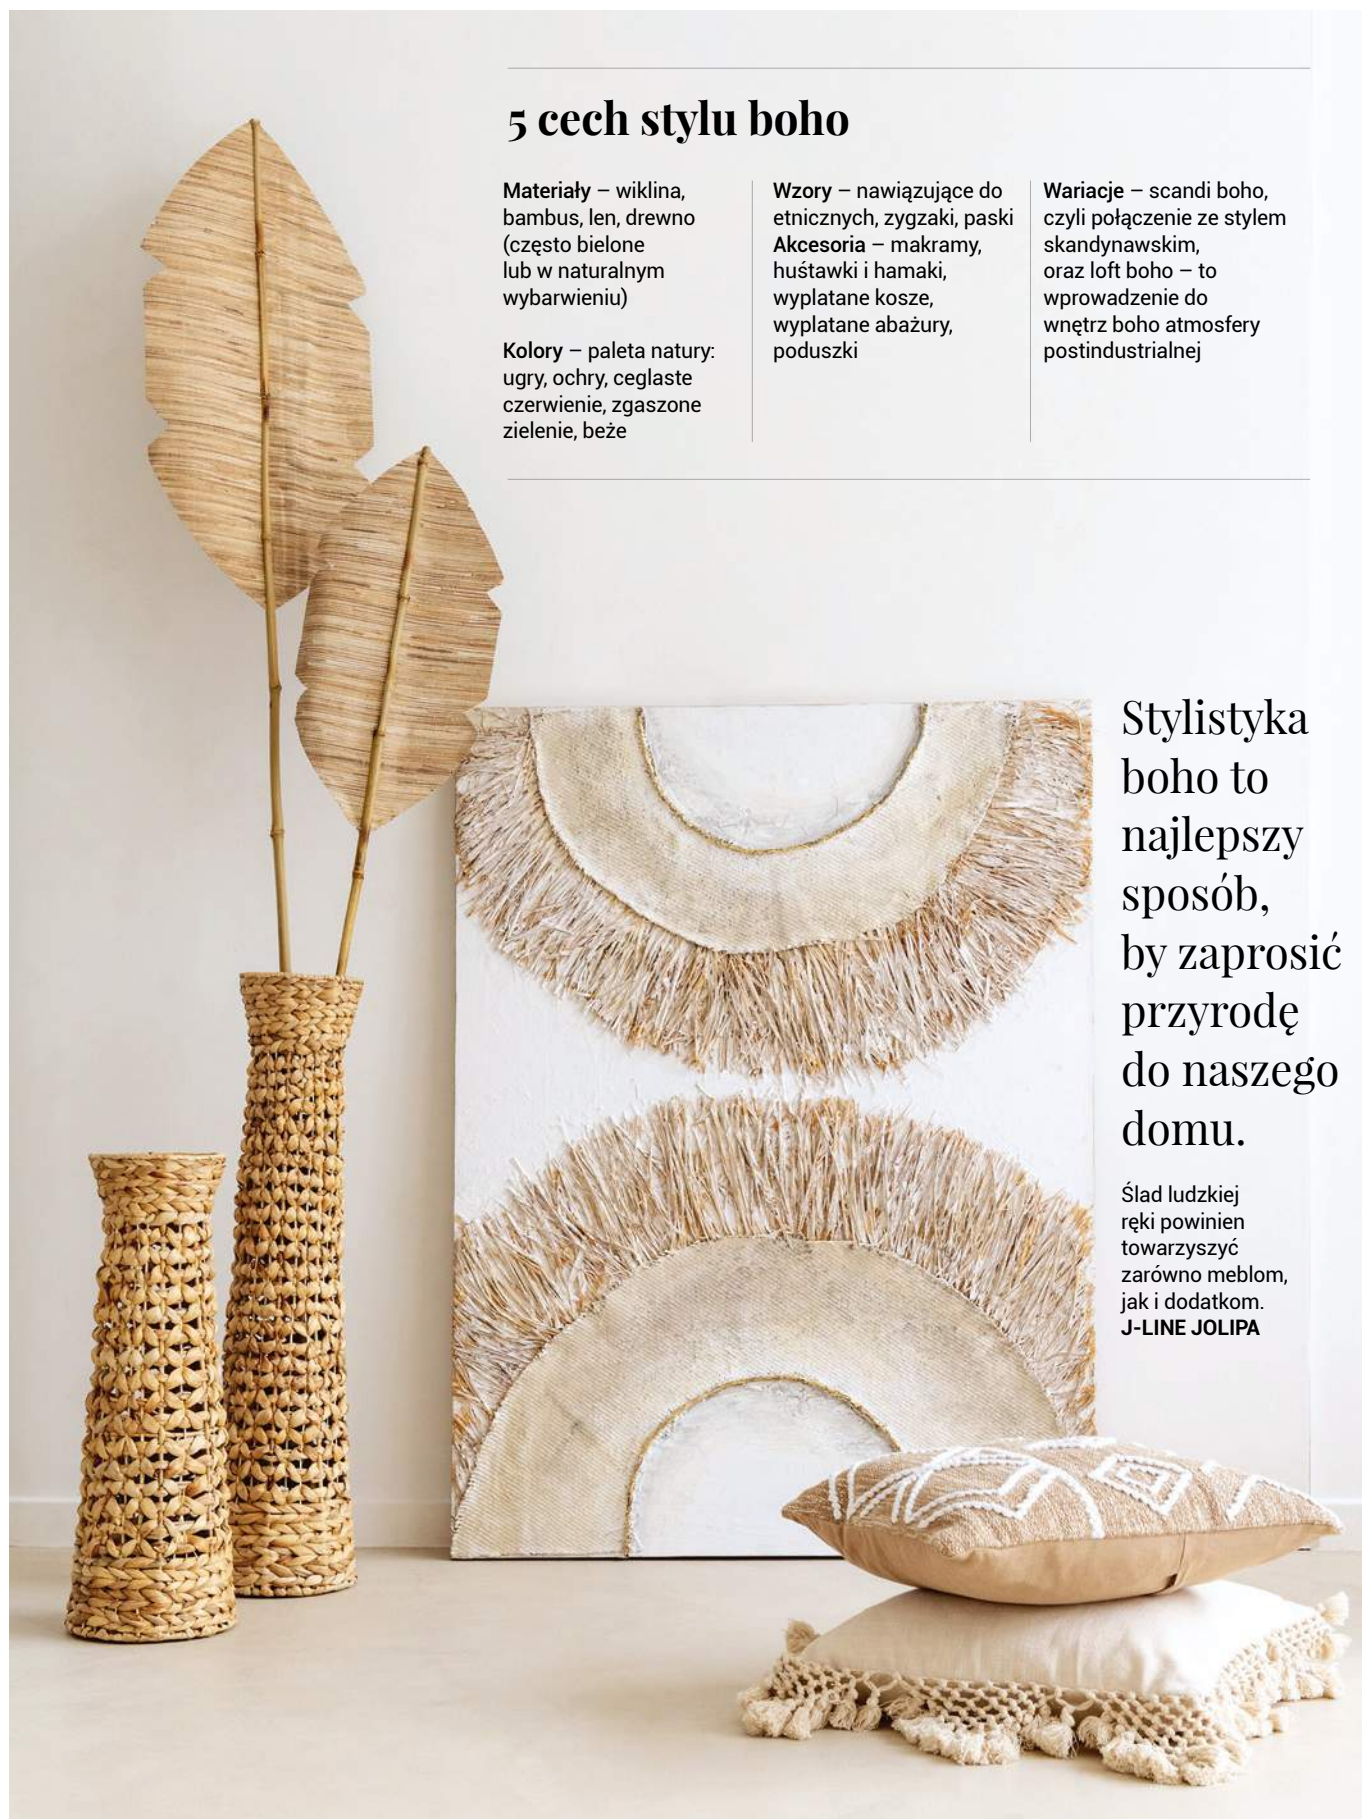 5 cech stylu boho
Materiały – wiklina,
bambus, len, drewno
(często bielone
lub w naturalnym
wybarwieniu)
Kolory – paleta natury:
ugry, ochry, ceglaste
czerwienie, zgaszone
zielenie, beże
Wzory – nawiązujące do
etnicznych, zygzaki, paski
Akcesoria – makramy,
huśtawki i hamaki,
wyplatane kosze,
wyplatane abażury,
poduszki
Wariacje – scandi boho,
czyli połączenie ze stylem
skandynawskim,
oraz loft boho – to
wprowadzenie do
wnętrz boho atmosfery
postindustrialnej
Stylistyka
boho to
najlepszy
sposób,
by zaprosić
przyrodę
do naszego
domu.
Ślad ludzkiej
ręki powinien
towarzyszyć
zarówno meblom,
jak i dodatkom.
J-LINE JOLIPA